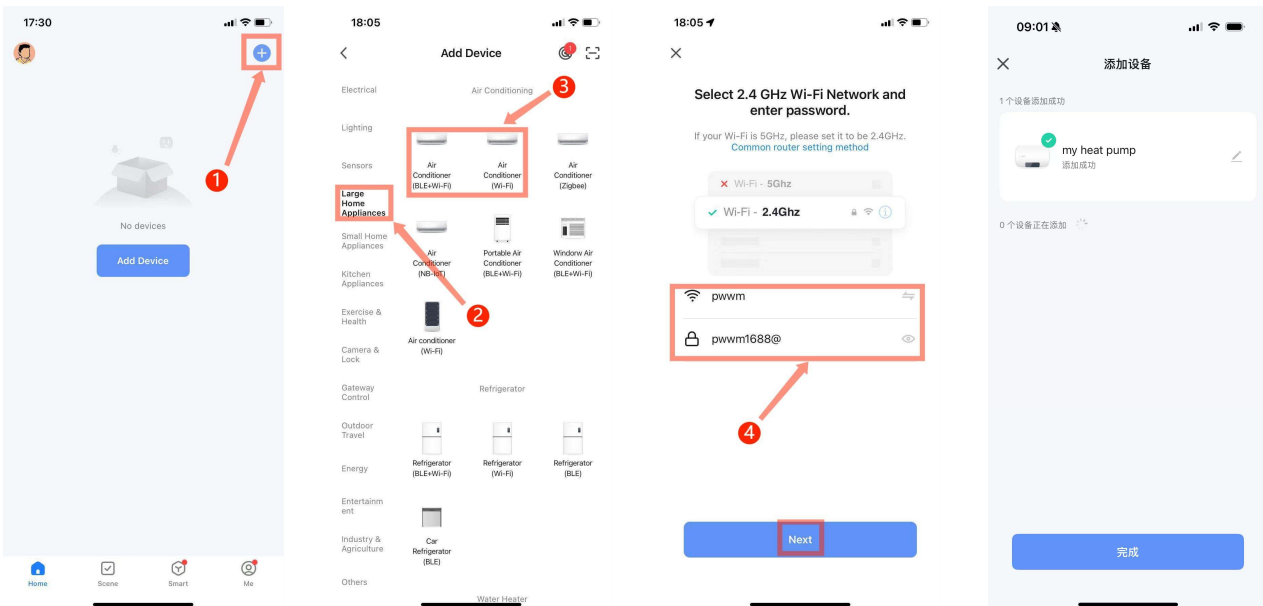 17:30
1
No devices
Add Device
Home
Scene
Smart
Me
18:05
Add Device
1
Electrical
Lighting
Sensors
Large
Home
Appliances
Small Home
Appliances
Kitchen
Appliances
Exercise &
Health
Camera &
Lock
Gateway
Control
Outdoor
Travel
Energy
Entertainm
ent
Industry &
Agriculture
Others
Air Conditioning
3
Air
Conditioner
(BLE+Wi-Fi)
Air
Conditioner
(Wi-Fi)
Air
Conditioner
(Zigbee)
Air
Conditioner
(NB-IoT)
Portable Air
Conditioner
(BLE+Wi-Fi)
Window Air
Conditioner
(BLE+Wi-Fi)
2
Air conditioner
(Wi-Fi)
Refrigerator
Refrigerator
(BLE+Wi-Fi)
Refrigerator
(Wi-Fi)
Refrigerator
(BLE)
Car
Refrigerator
(BLE)
Water Heater
18:05
Select 2.4 GHz Wi-Fi Network and
enter password.
If your Wi-Fi is 5GHz, please set it to be 2.4GHz.
Common router setting method
Wi-Fi - 5Ghz
Wi-Fi - 2.4Ghz
pwwm
pwwm1688@
4
Next
09:01
添加设备
1个设备添加成功
my heat pump
添加成功
0个设备正在添加
完成